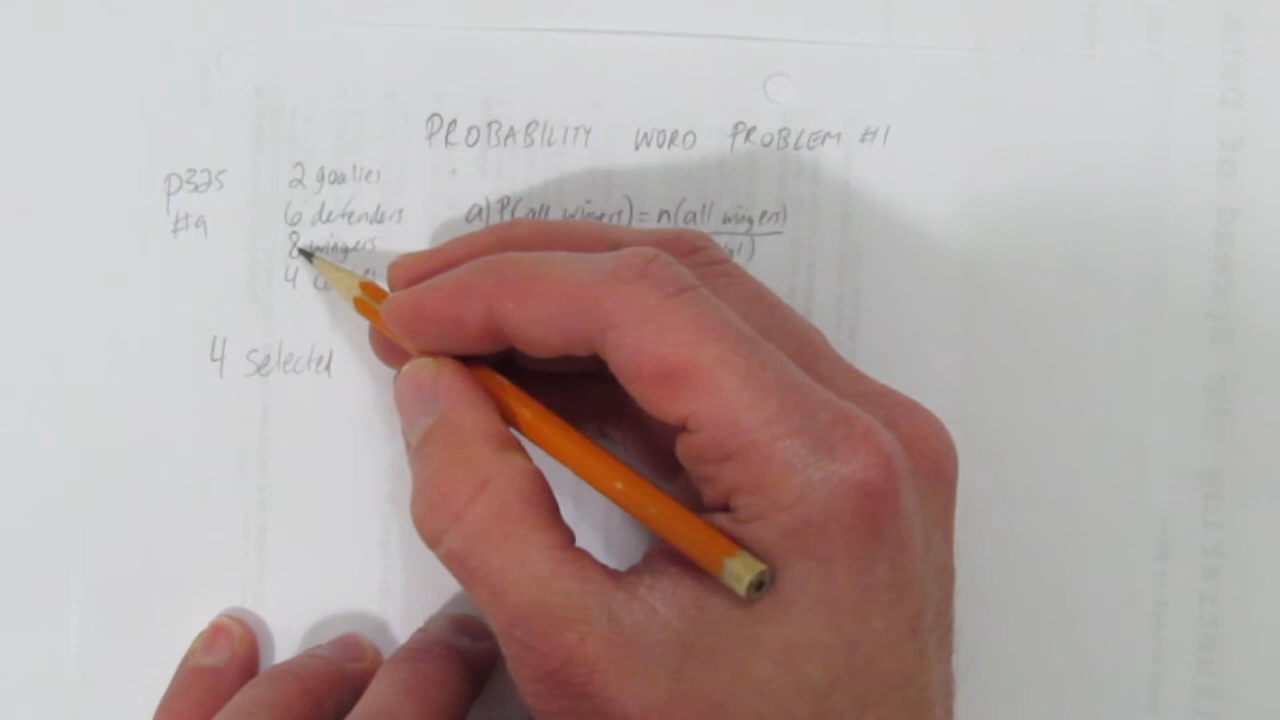 PROBABILITY WORD PROBLEM #1
p325
#9
2 goalies
6 defenders
8 wingers
4
4 selected
a) P(all wingers) = n(all wingers)